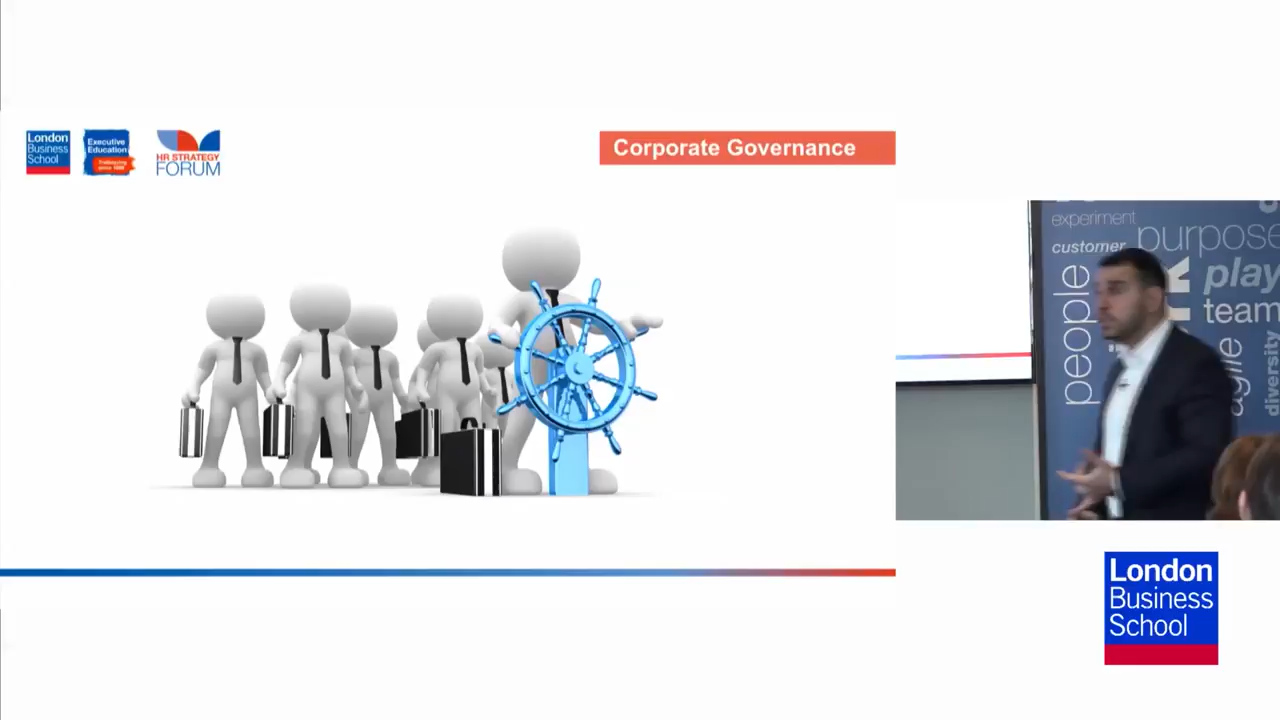 London
Business
School
Executive
Education
HR STRATEGY
FORUM
Corporate Governance
experiment
customer
purpose
people
play
team
agile
diversity
London
Business
School